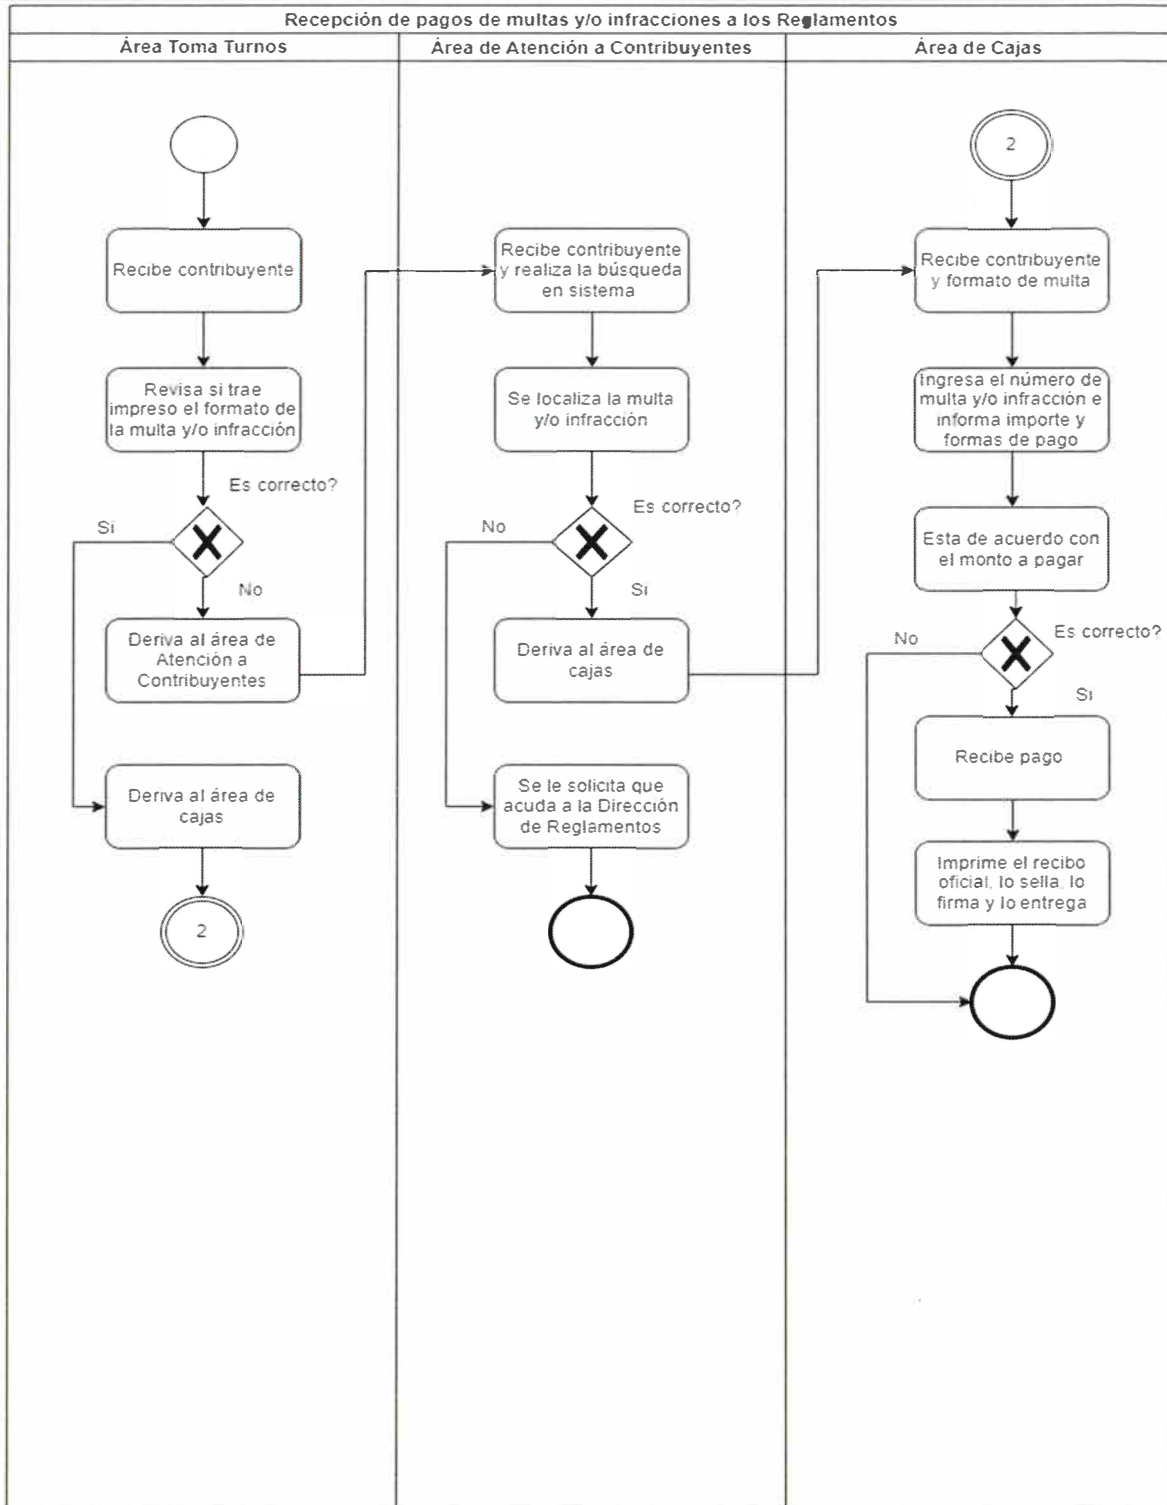 Recepción de pagos de multas y/o infracciones a los Reglamentos
Área Toma Turnos
Recibe contribuyente
Revisa si trae
impreso el formato de
la multa y/o infracción
Es correcto?
Si
No
Deriva al área de
Atención a
Contribuyentes
Deriva al área de
cajas
2
Área de Atención a Contribuyentes
Recibe contribuyente
y realiza la búsqueda
en sistema
Se localiza la multa
y/o infracción
Es correcto?
No
Si
Deriva al área de
cajas
Se le solicita que
acuda a la Dirección
de Reglamentos
Área de Cajas
2
Recibe contribuyente
y formato de multa
Ingresa el número de
multa y/o infracción e
informa importe y
formas de pago
Esta de acuerdo con
el monto a pagar
Es correcto?
No
Si
Recibe pago
Imprime el recibo
oficial, lo sella, lo
firma y lo entrega